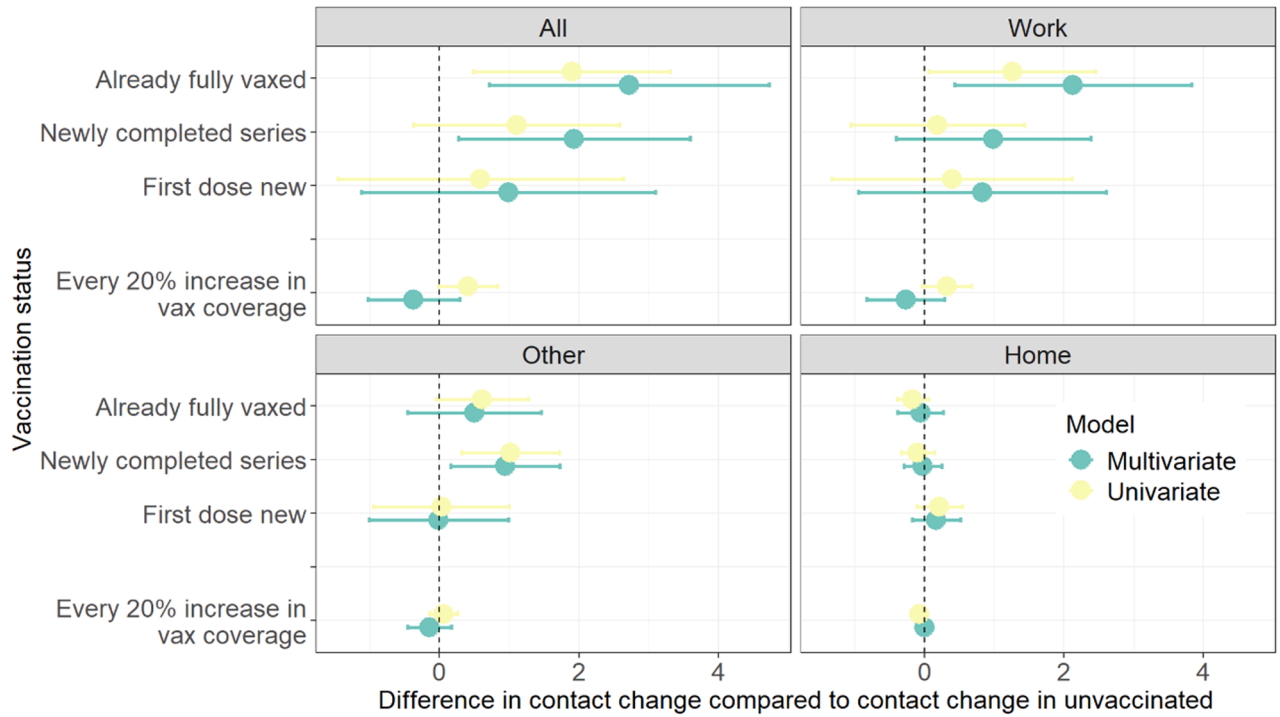 All
Work
Already fully vaxed
Newly completed series
First dose new
Every 20% increase in
vax coverage
Vaccination status
Other
Home
Already fully vaxed
Newly completed series
First dose new
Every 20% increase in
vax coverage
Model
Multivariate
Univariate
0 2 4
0 2 4
Difference in contact change compared to contact change in unvaccinated